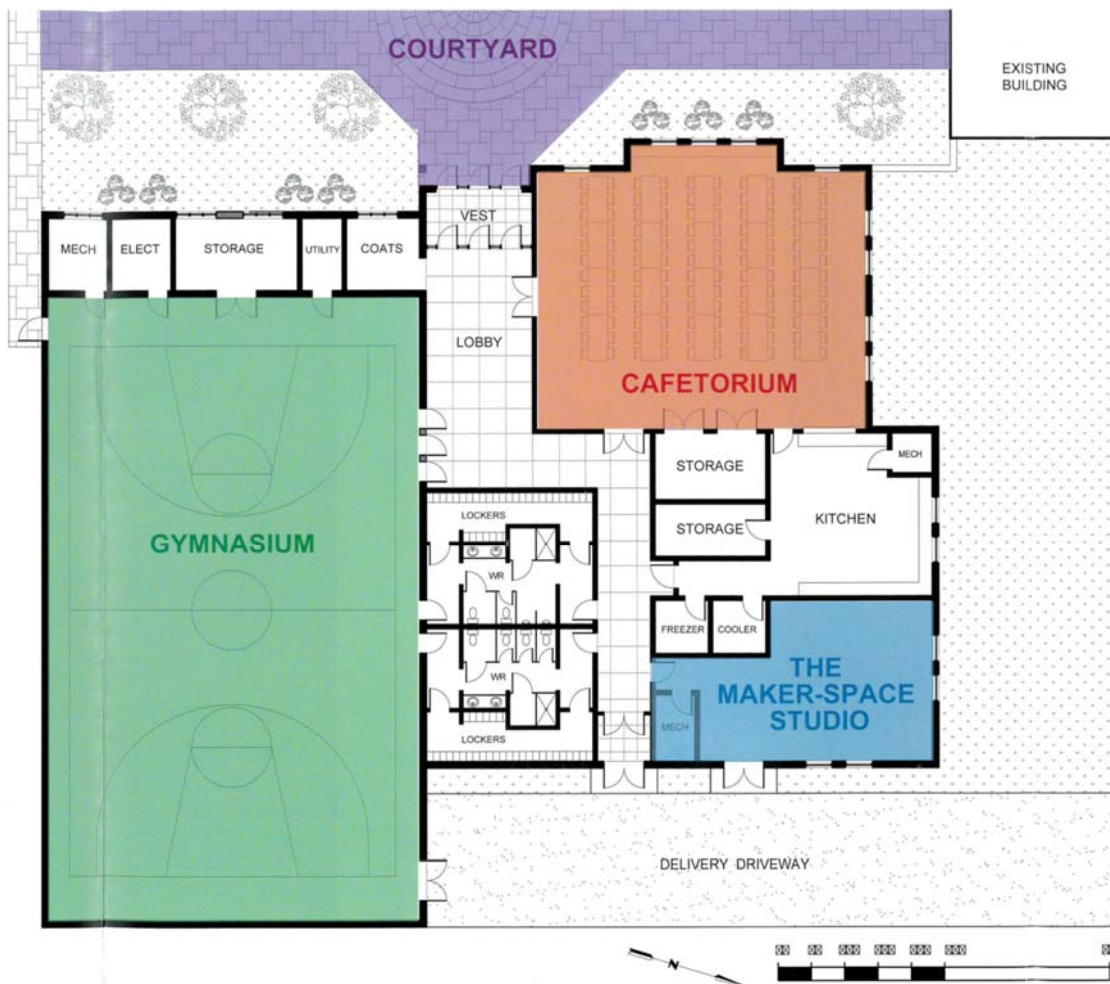 COURTYARD
EXISTING
BUILDING
VEST
MECH
ELECT
STORAGE
UTILITY
COATS
LOBBY
CAFETORIUM
STORAGE
MECH
LOCKERS
STORAGE
KITCHEN
GYMNASIUM
WR
FREEZER
COOLER
WR
THE
MAKER-SPACE
STUDIO
MECH
LOCKERS
DELIVERY DRIVEWAY
N